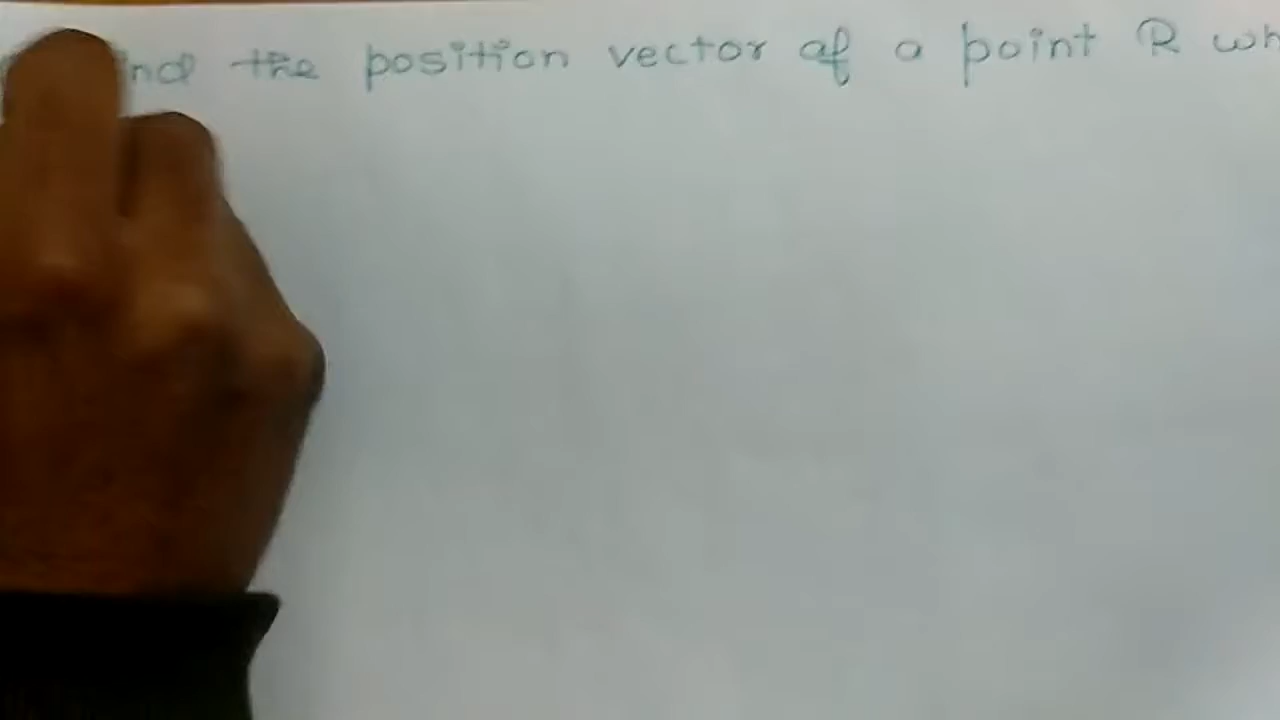 the position vector of a point R